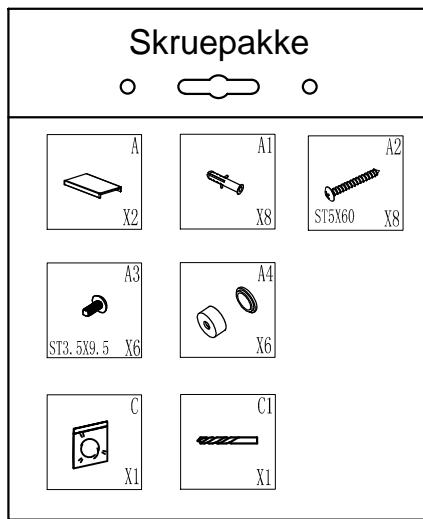 Skruepakke
A
X2
A1
X8
A2
ST5X60 X8
A3
ST3.5X9.5 X6
A4
X6
C
X1
C1
X1